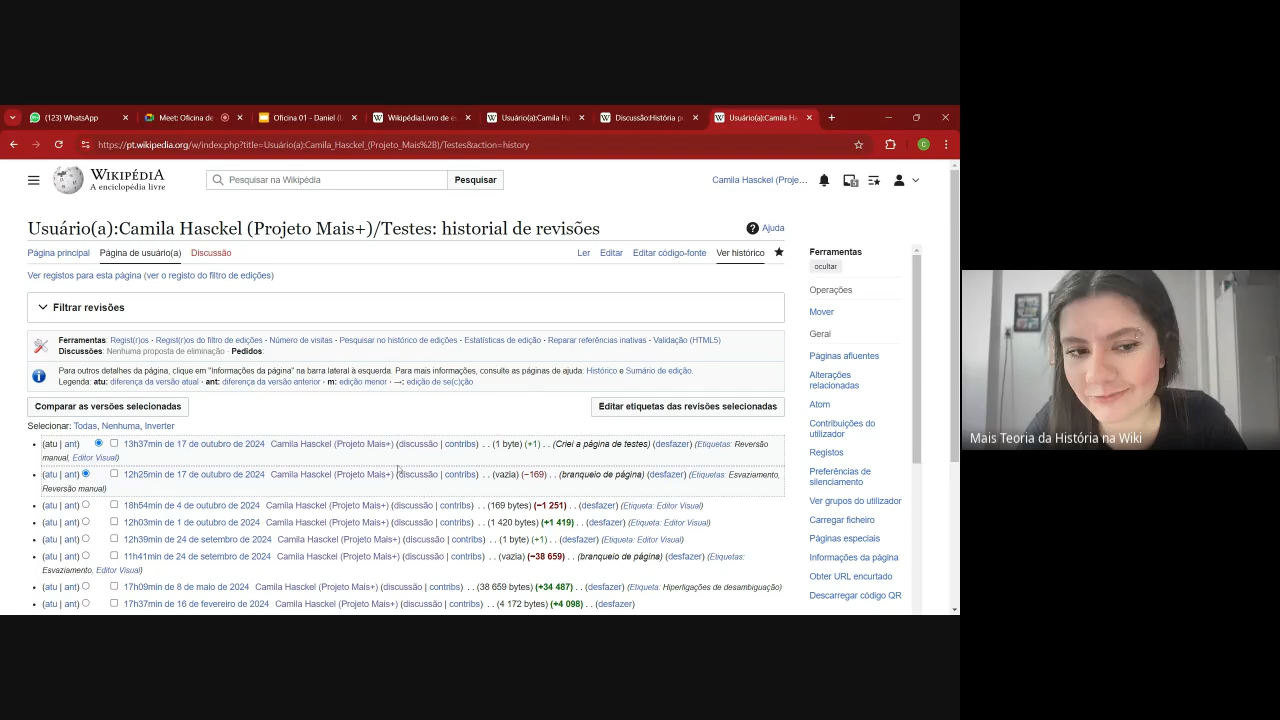 (123) WhatsApp
Meet: Oficina de
Oficina 01 - Daniel (
Wikipédia:Livro de e
Usuário(a):Camila Ha
Discussão:História p
Usuário(a):Camila Ha
https://pt.wikipedia.org/w/index.php?title=Usuário(a):Camila_Hasckel_(Projeto_Mais%2B)/Testes&action=history
WIKIPÉDIA
A enciclopédia livre
Pesquisar na Wikipédia
Pesquisar
Camila Hasckel (Proje…
Usuário(a):Camila Hasckel (Projeto Mais+)/Testes: historial de revisões
Ajuda
Página principal Página de usuário(a) Discussão Ler Editar Editar código-fonte Ver histórico
Ver registos para esta página (ver o registo do filtro de edições)
Filtrar revisões
Ferramentas: Regist(r)os · Regist(r)os do filtro de edições · Número de visitas · Pesquisar no histórico de edições · Estatísticas de edição · Reparar referências inativas · Validação (HTML5)
Discussões: Nenhuma proposta de eliminação · Pedidos:
Para outros detalhes da página, clique em "Informações da página" na barra lateral à esquerda. Para mais informações, consulte as páginas de ajuda: Histórico e Sumário de edição.
Legenda: atu: diferença da versão atual · ant: diferença da versão anterior · m: edição menor · →: edição de se(c)ção
Comparar as versões selecionadas
Editar etiquetas das revisões selecionadas
Selecionar: Todas, Nenhuma, Inverter
(atu | ant) 13h37min de 17 de outubro de 2024 Camila Hasckel (Projeto Mais+) (discussão | contribs) . . (1 byte) (+1) . . (Criei a página de testes) (desfazer) (Etiquetas: Reversão
manual, Editor Visual)
(atu | ant) 12h25min de 17 de outubro de 2024 Camila Hasckel (Projeto Mais+) (discussão | contribs) . . (vazia) (−169) . . (branqueio de página) (desfazer) (Etiquetas: Esvaziamento,
Reversão manual)
(atu | ant) 18h54min de 4 de outubro de 2024 Camila Hasckel (Projeto Mais+) (discussão | contribs) . . (169 bytes) (−1 251) . . (desfazer) (Etiqueta: Editor Visual)
(atu | ant) 12h03min de 1 de outubro de 2024 Camila Hasckel (Projeto Mais+) (discussão | contribs) . . (1 420 bytes) (+1 419) . . (desfazer) (Etiqueta: Editor Visual)
(atu | ant) 12h39min de 24 de setembro de 2024 Camila Hasckel (Projeto Mais+) (discussão | contribs) . . (1 byte) (+1) . . (desfazer) (Etiqueta: Editor Visual)
(atu | ant) 11h41min de 24 de setembro de 2024 Camila Hasckel (Projeto Mais+) (discussão | contribs) . . (vazia) (−38 659) . . (branqueio de página) (desfazer) (Etiquetas:
Esvaziamento, Editor Visual)
(atu | ant) 17h09min de 8 de maio de 2024 Camila Hasckel (Projeto Mais+) (discussão | contribs) . . (38 659 bytes) (+34 487) . . (desfazer) (Etiqueta: Hiperligações de desambiguação)
(atu | ant) 17h37min de 16 de fevereiro de 2024 Camila Hasckel (Projeto Mais+) (discussão | contribs) . . (4 172 bytes) (+4 098) . . (desfazer)
Ferramentas
ocultar
Operações
Mover
Geral
Páginas afluentes
Alterações
relacionadas
Atom
Contribuições do
utilizador
Registos
Preferências de
silenciamento
Ver grupos do utilizador
Carregar ficheiro
Páginas especiais
Informações da página
Obter URL encurtado
Descarregar código QR
Mais Teoria da História na Wiki